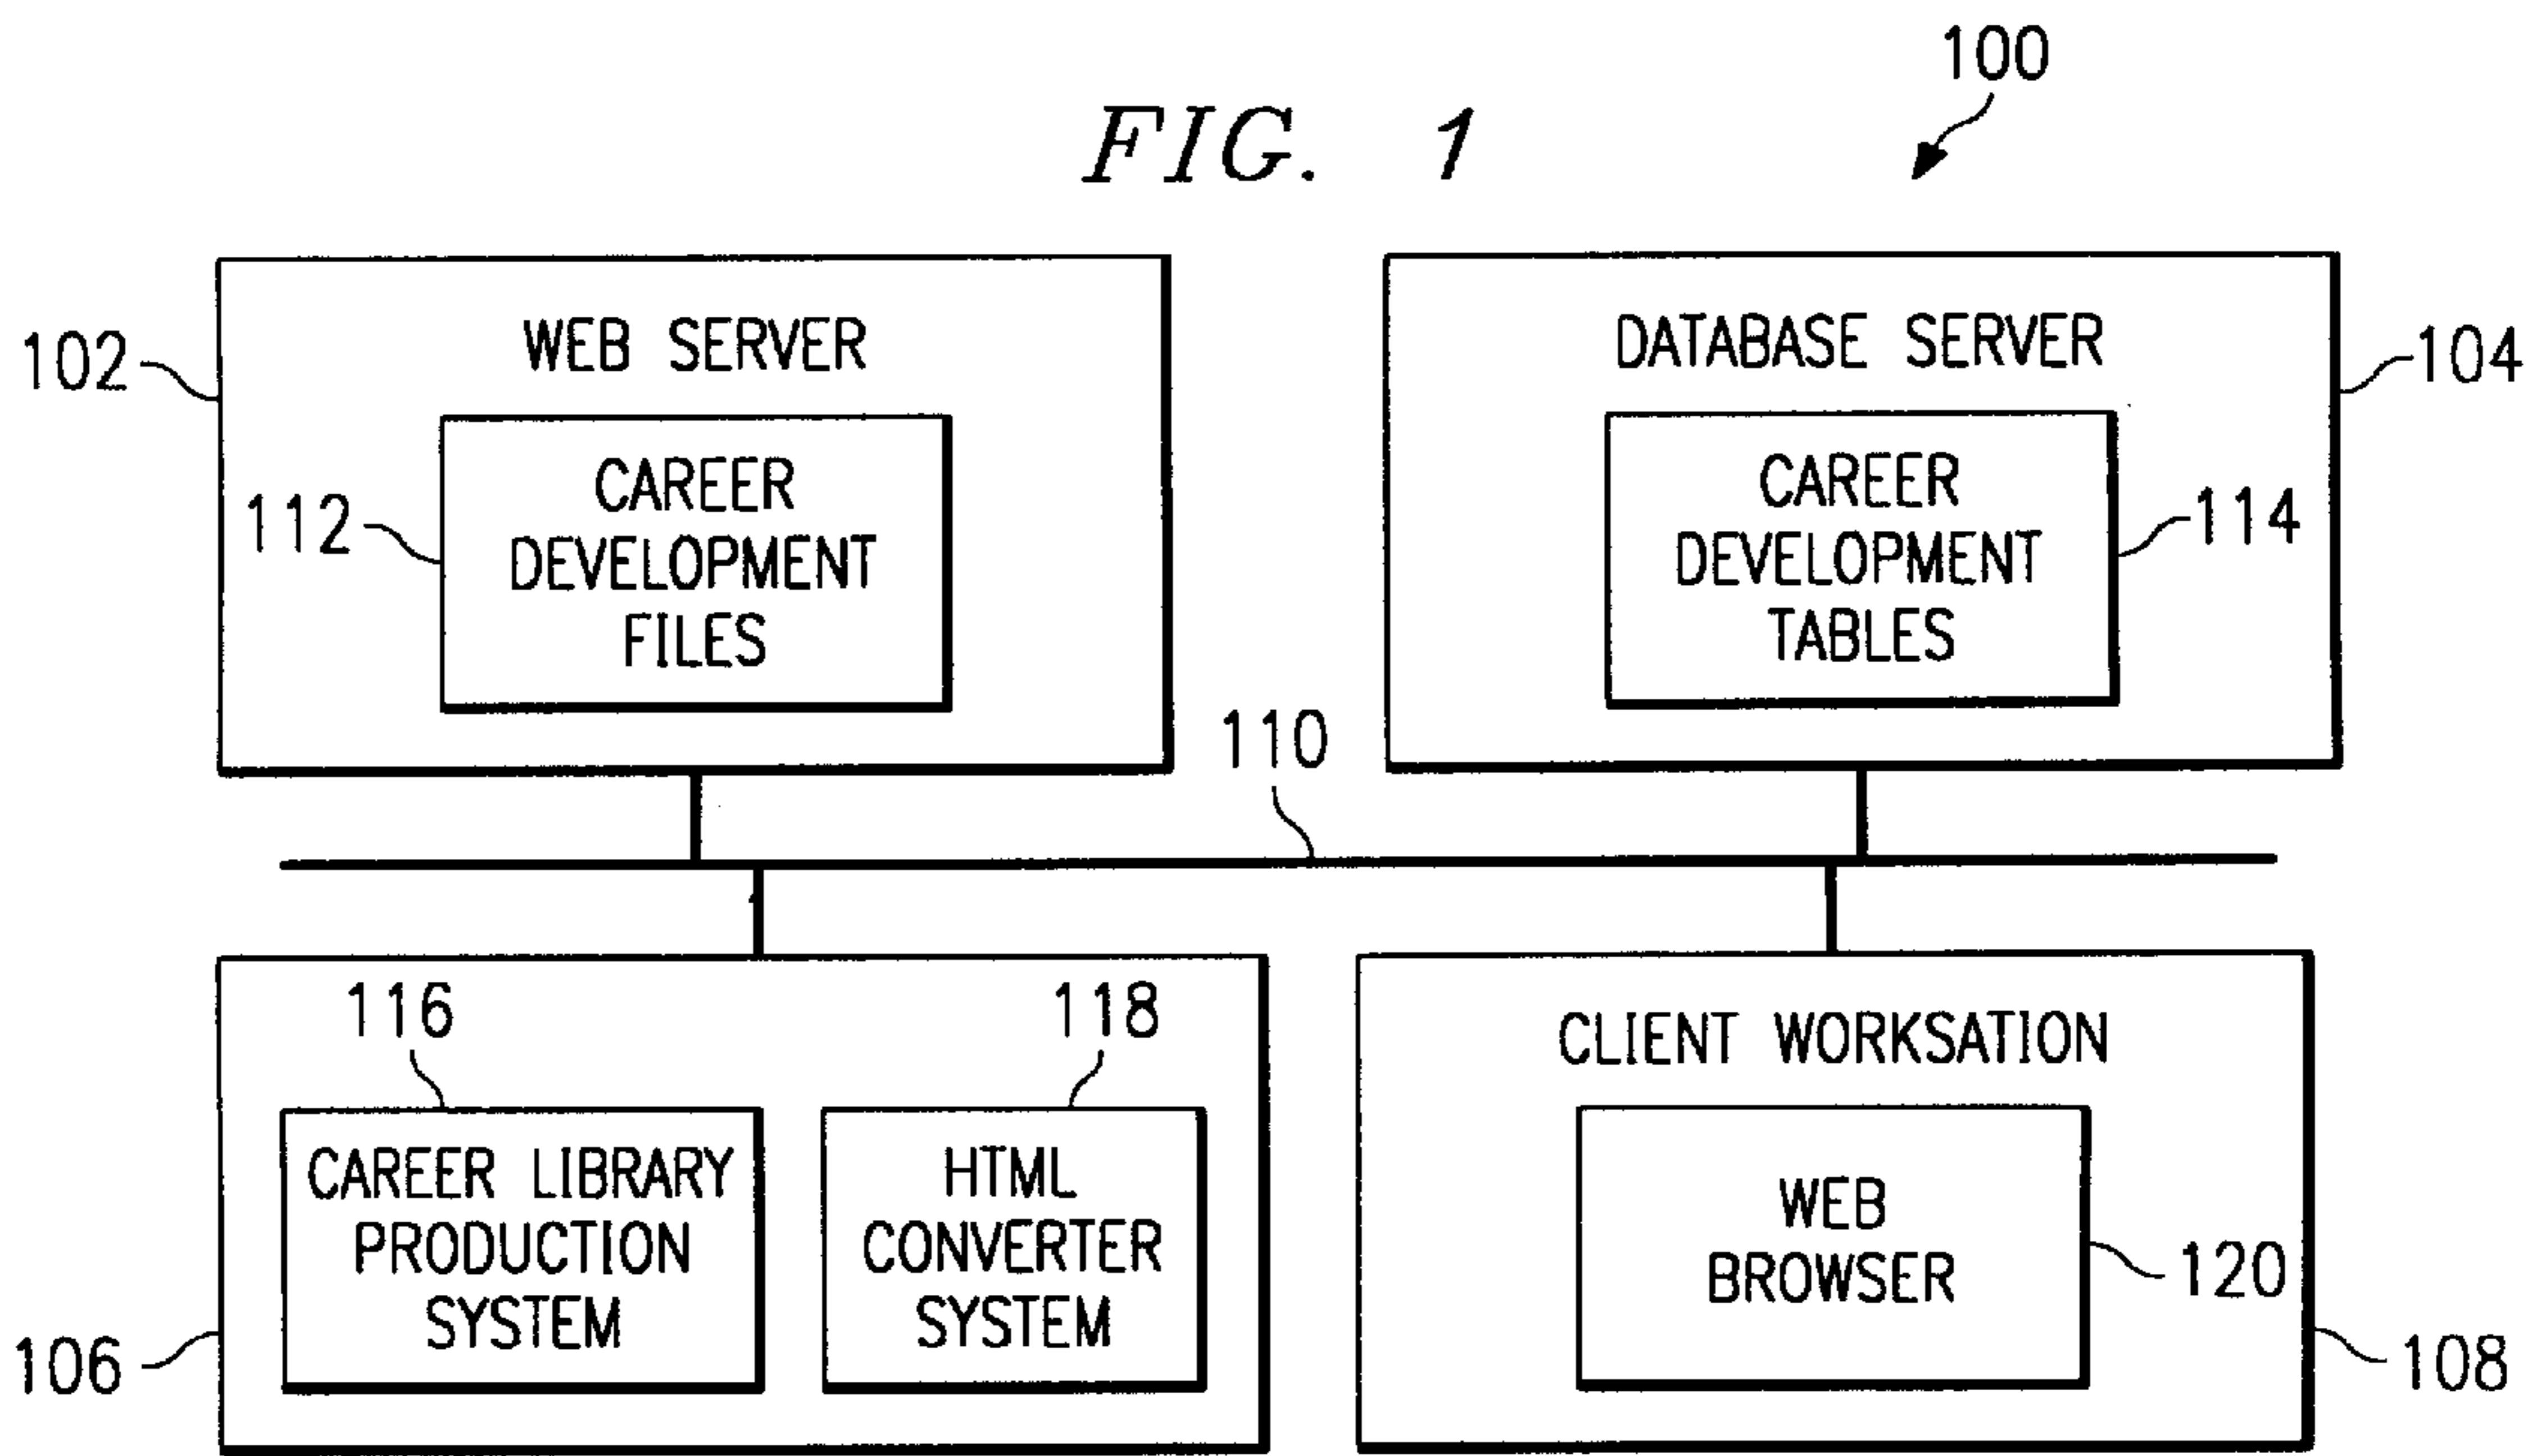 100
FIG. 1
WEB SERVER
DATABASE SERVER
102
104
CAREER
DEVELOPMENT
FILES
112
CAREER
DEVELOPMENT
TABLES
114
110
116
118
CLIENT WORKSATION
CAREER LIBRARY
PRODUCTION
SYSTEM
HTML
CONVERTER
SYSTEM
WEB
BROWSER
120
106
108